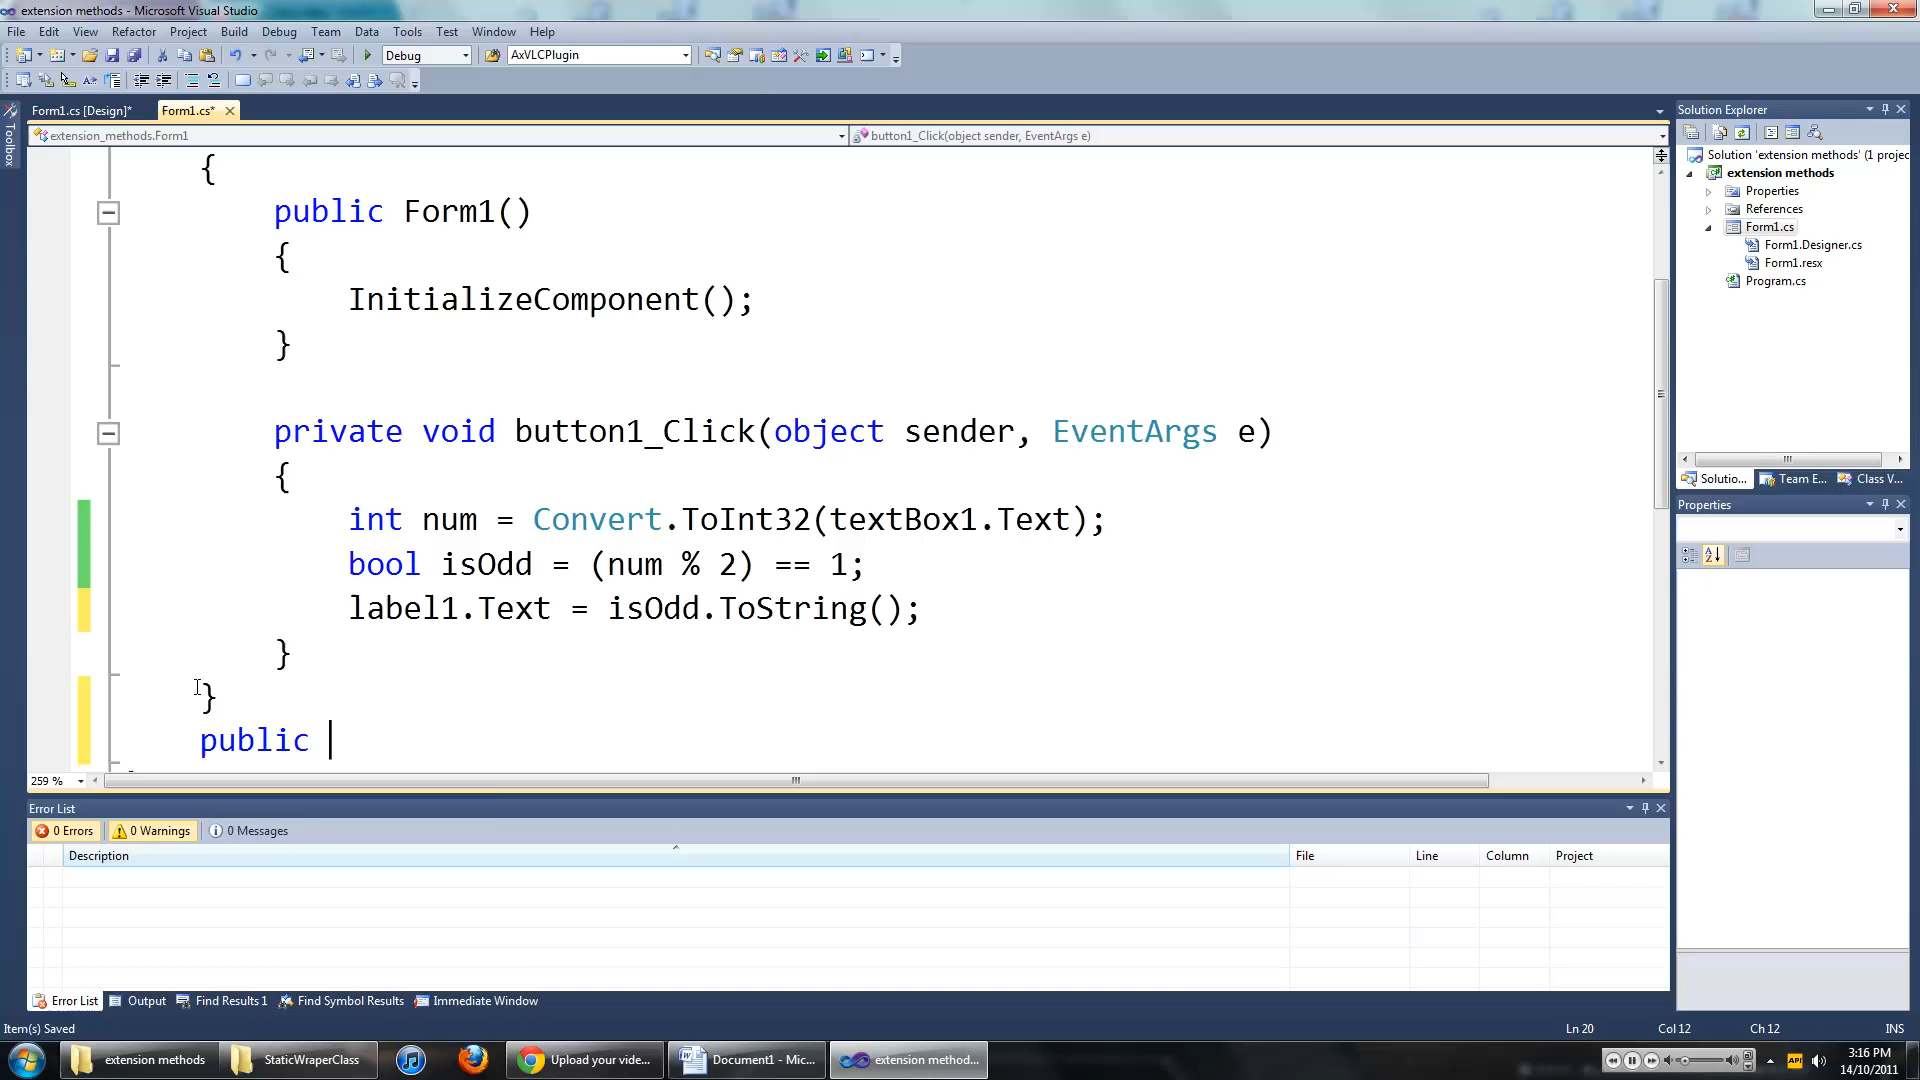 extension methods - Microsoft Visual Studio
File Edit View Refactor Project Build Debug Team Data Tools Test Window Help
Debug AxVLCPlugin
Toolbox
Form1.cs [Design]* Form1.cs*
extension_methods.Form1 button1_Click(object sender, EventArgs e)
{
public Form1()
{
InitializeComponent();
}
private void button1_Click(object sender, EventArgs e)
{
int num = Convert.ToInt32(textBox1.Text);
bool isOdd = (num % 2) == 1;
label1.Text = isOdd.ToString();
}
}
public
259 %
Solution Explorer
Solution 'extension methods' (1 projec
extension methods
Properties
References
Form1.cs
Form1.Designer.cs
Form1.resx
Program.cs
Solutio... Team E... Class V...
Properties
Error List
0 Errors 0 Warnings 0 Messages
Description File Line Column Project
Error List Output Find Results 1 Find Symbol Results Immediate Window
Item(s) Saved Ln 20 Col 12 Ch 12 INS
extension methods StaticWraperClass Upload your vide... Document1 - Mic... extension method... API 3:16 PM
14/10/2011